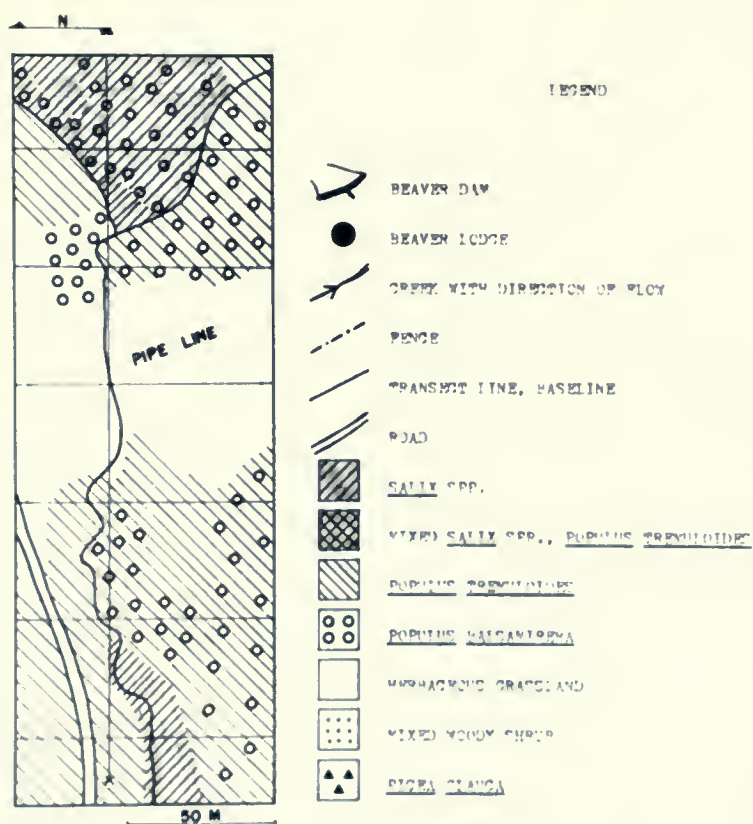 N
LEGEND
BEAVER DAM
BEAVER LODGE
CREEK WITH DIRECTION OF FLOW
FENCE
PIPE LINE
TRANSECT LINE, BASELINE
ROAD
SALIX SPP.
MIXED SALIX SPP., POPULUS TREMULOIDES
POPULUS TREMULOIDES
POPULUS BALSAMIFERA
HERBACEOUS GRASSLAND
MIXED WOODY SHRUB
PICEA GLAUCA
50 M